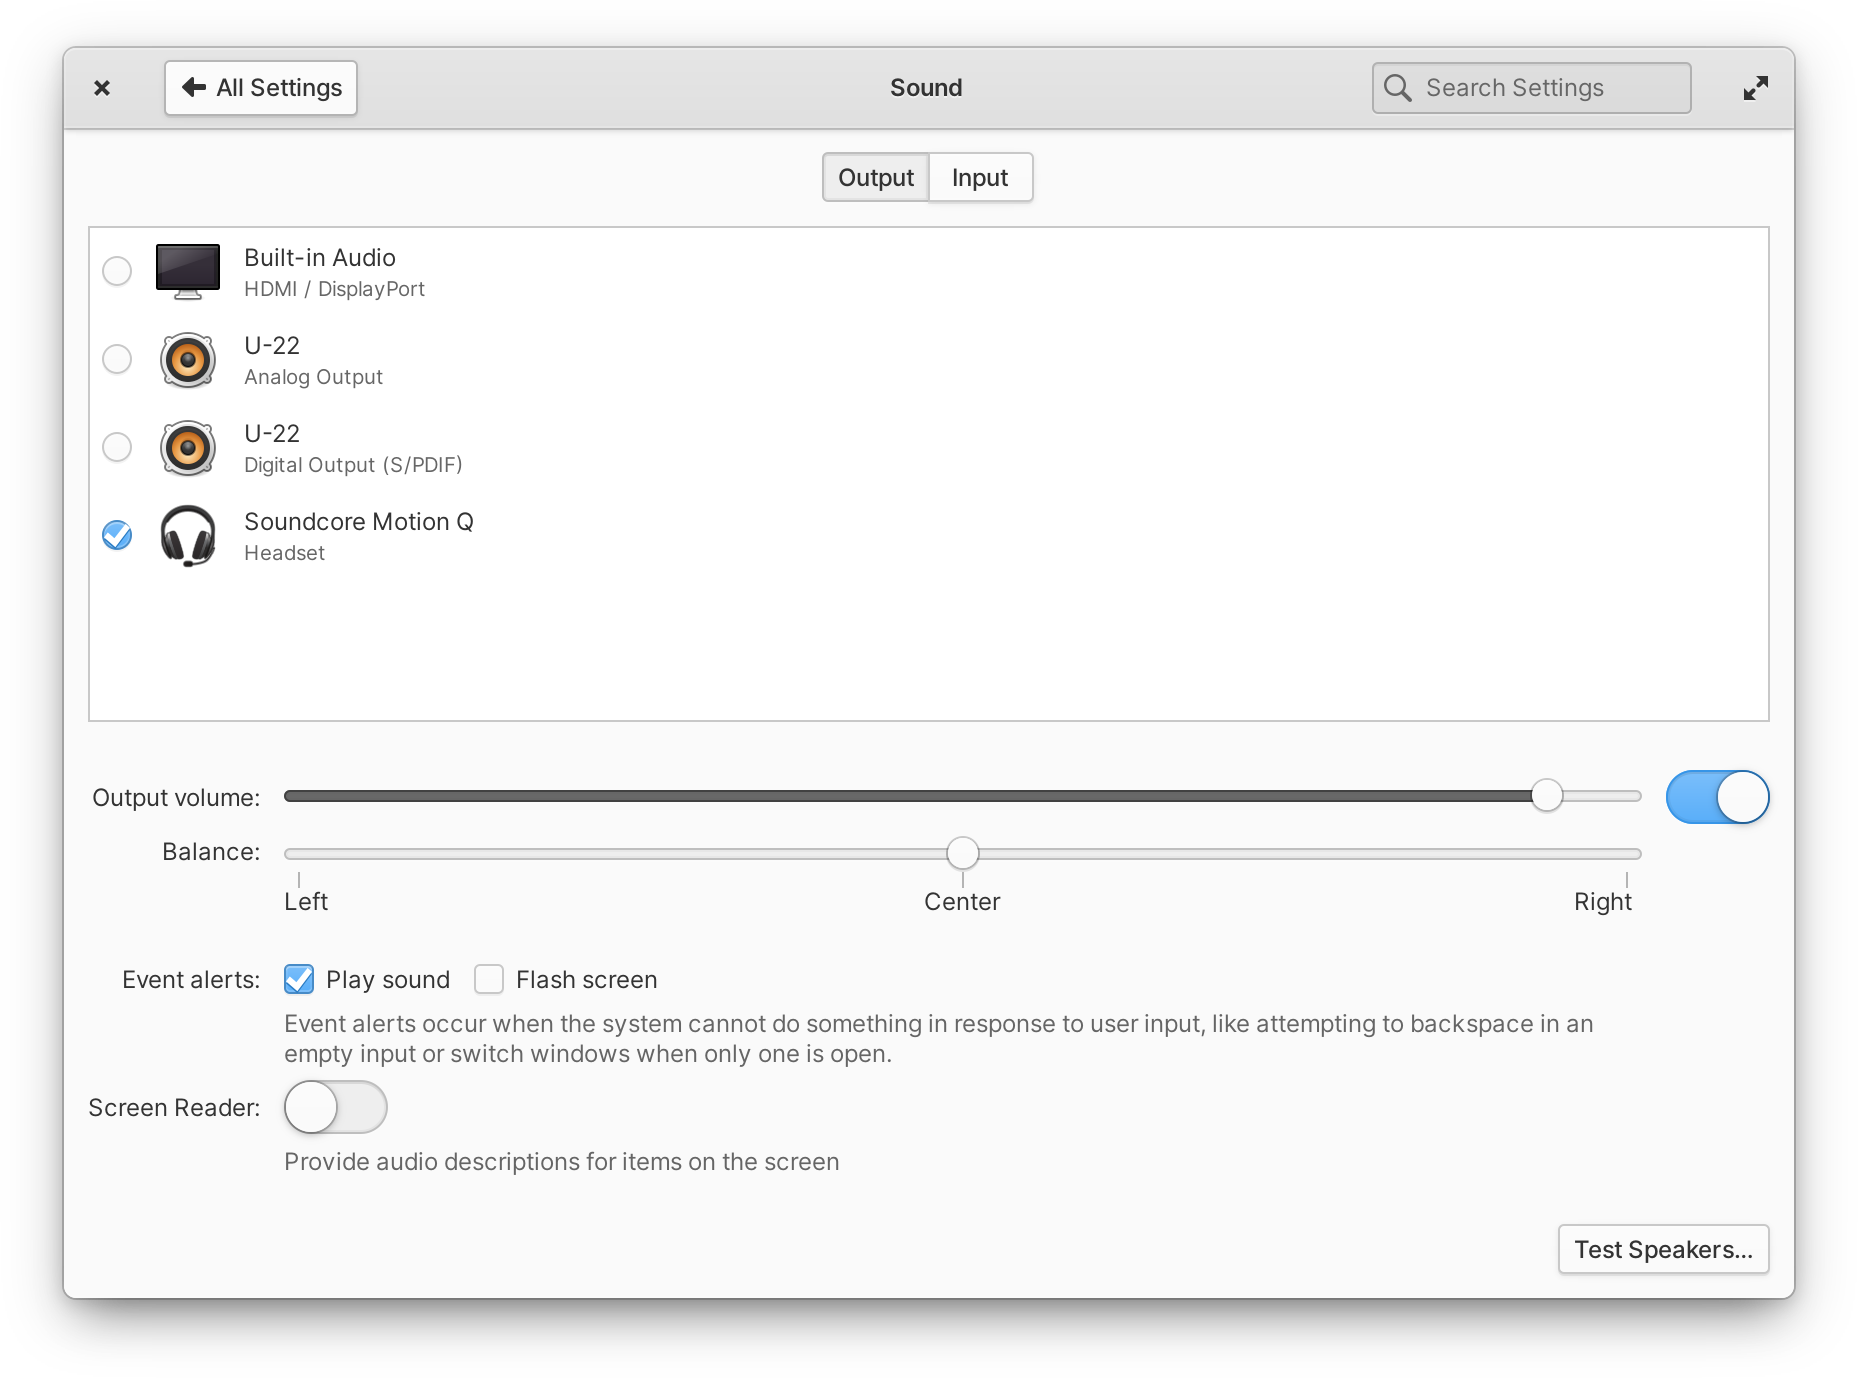 All Settings
Sound
Search Settings
Output
Input
Built-in Audio
HDMI / DisplayPort
U-22
Analog Output
U-22
Digital Output (S/PDIF)
Soundcore Motion Q
Headset
Output volume:
Balance:
Left
Center
Right
Event alerts:
Play sound
Flash screen
Event alerts occur when the system cannot do something in response to user input, like attempting to backspace in an
empty input or switch windows when only one is open.
Screen Reader:
Provide audio descriptions for items on the screen
Test Speakers...